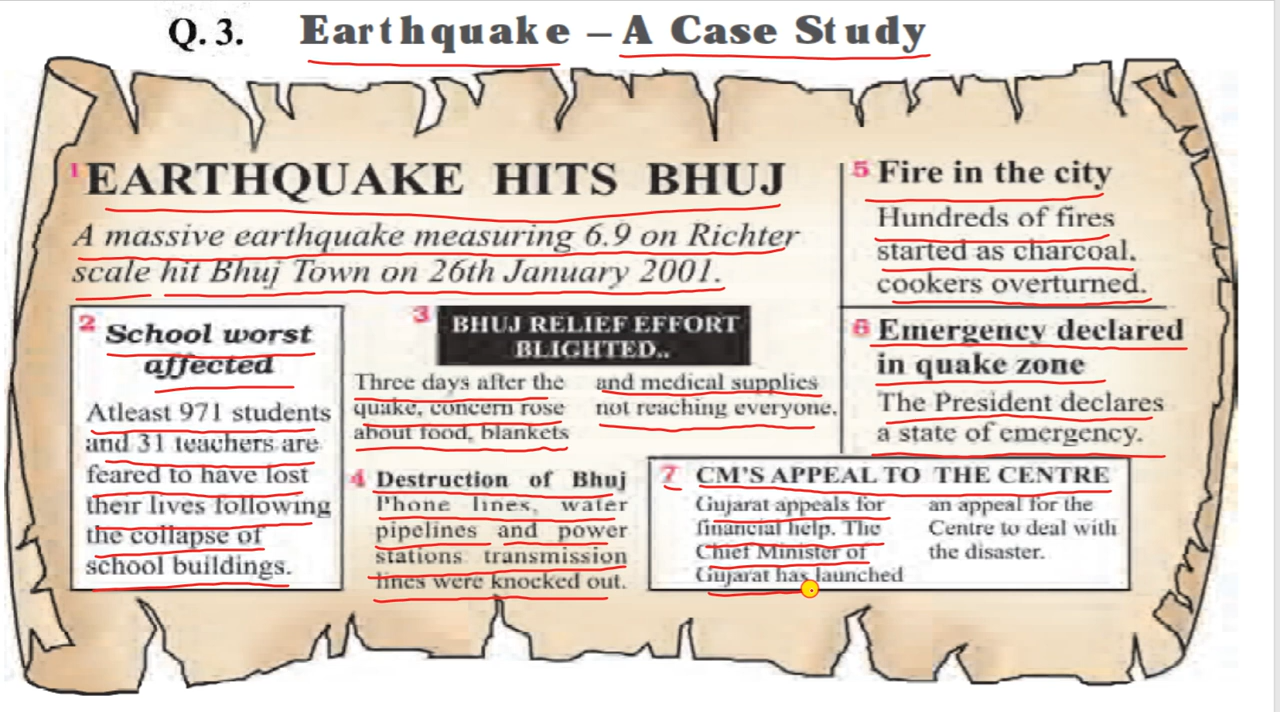 Q. 3. Earthquake – A Case Study
1 EARTHQUAKE HITS BHUJ
A massive earthquake measuring 6.9 on Richter
scale hit Bhuj Town on 26th January 2001.
2 School worst
affected
Atleast 971 students
and 31 teachers are
feared to have lost
their lives following
the collapse of
school buildings.
3 BHUJ RELIEF EFFORT
BLIGHTED..
Three days after the
quake, concern rose
about food, blankets
and medical supplies
not reaching everyone.
4 Destruction of Bhuj
Phone lines, water
pipelines and power
stations transmission
lines were knocked out.
5 Fire in the city
Hundreds of fires
started as charcoal.
cookers overturned.
6 Emergency declared
in quake zone
The President declares
a state of emergency.
7 CM'S APPEAL TO THE CENTRE
Gujarat appeals for
financial help. The
Chief Minister of
Gujarat has launched
an appeal for the
Centre to deal with
the disaster.